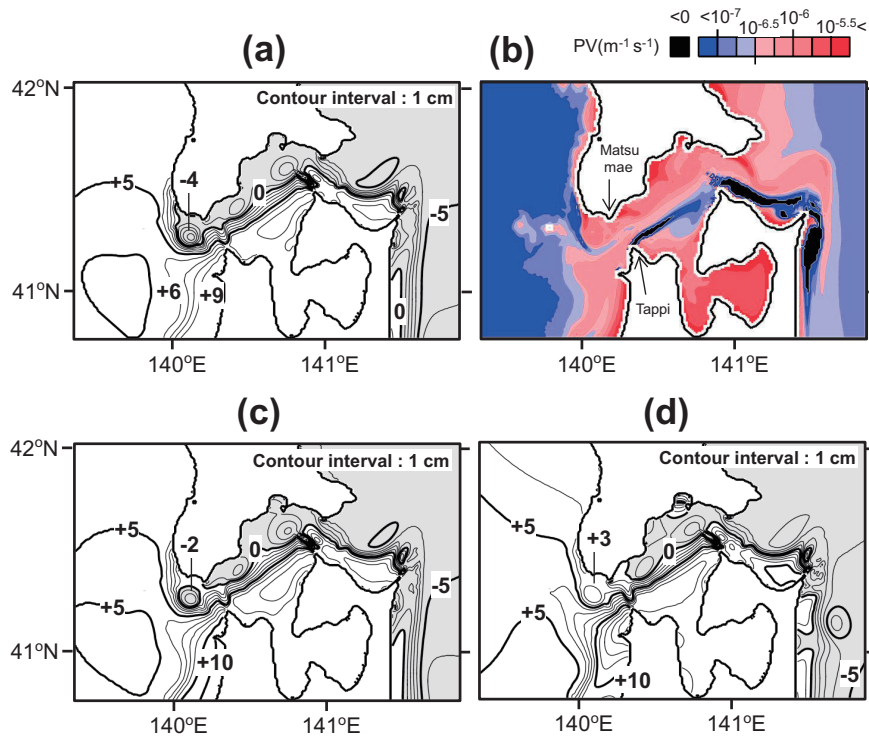 <0 <10⁻⁷ 10⁻⁶·⁵ 10⁻⁶ 10⁻⁵·⁵<
PV(m⁻¹ s⁻¹)
(a) (b)
42°N
Contour interval : 1 cm
+5
-4
0
-5
+6
+9
0
41°N
140°E 141°E
Matsu
mae
Tappi
140°E 141°E
(c) (d)
42°N
Contour interval : 1 cm
+5
-2
0
-5
+5
+10
41°N
140°E 141°E
Contour interval : 1 cm
+5
+3
0
+5
+10
-5
140°E 141°E